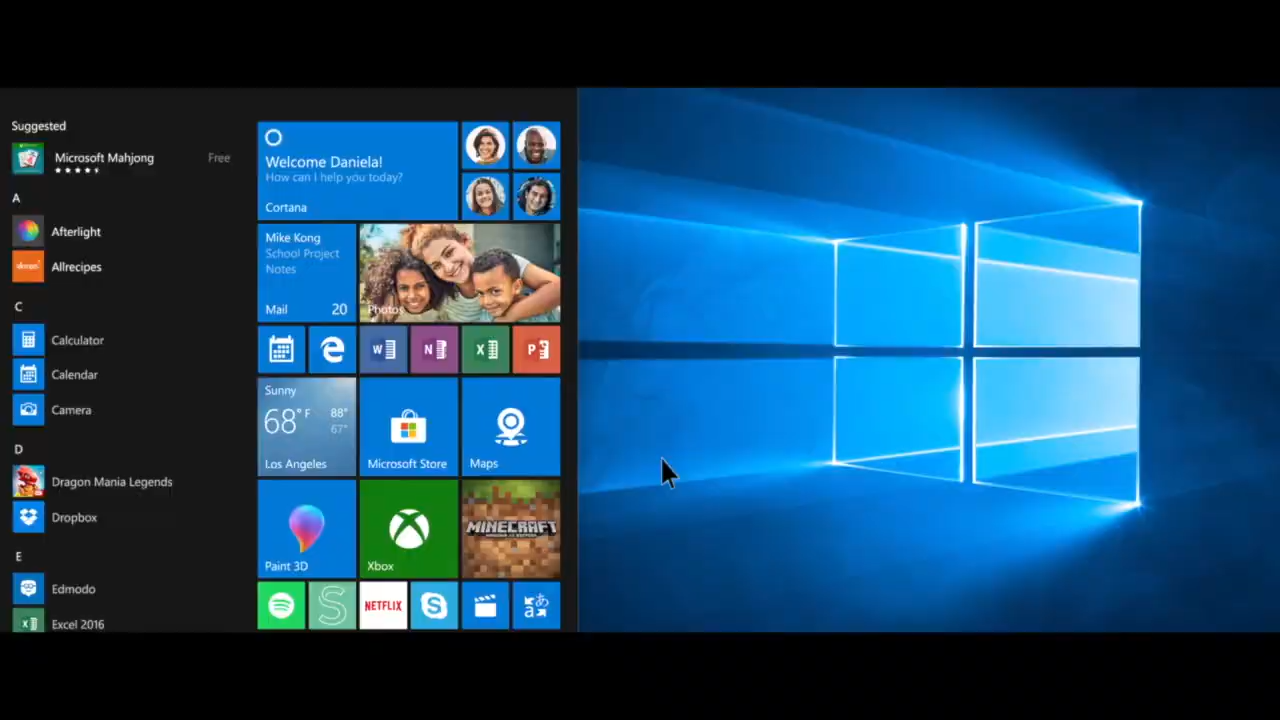 Suggested
Microsoft Mahjong Free
A
Afterlight
Allrecipes
C
Calculator
Calendar
Camera
D
Dragon Mania Legends
Dropbox
E
Edmodo
Excel 2016
Welcome Daniela!
How can I help you today?
Cortana
Mike Kong
School Project
Notes
Mail 20
Photos
W
N
X
P
Sunny
68°F 88°
67°
Los Angeles
Microsoft Store
Maps
Paint 3D
Xbox
MINECRAFT
NETFLIX
S
aあ